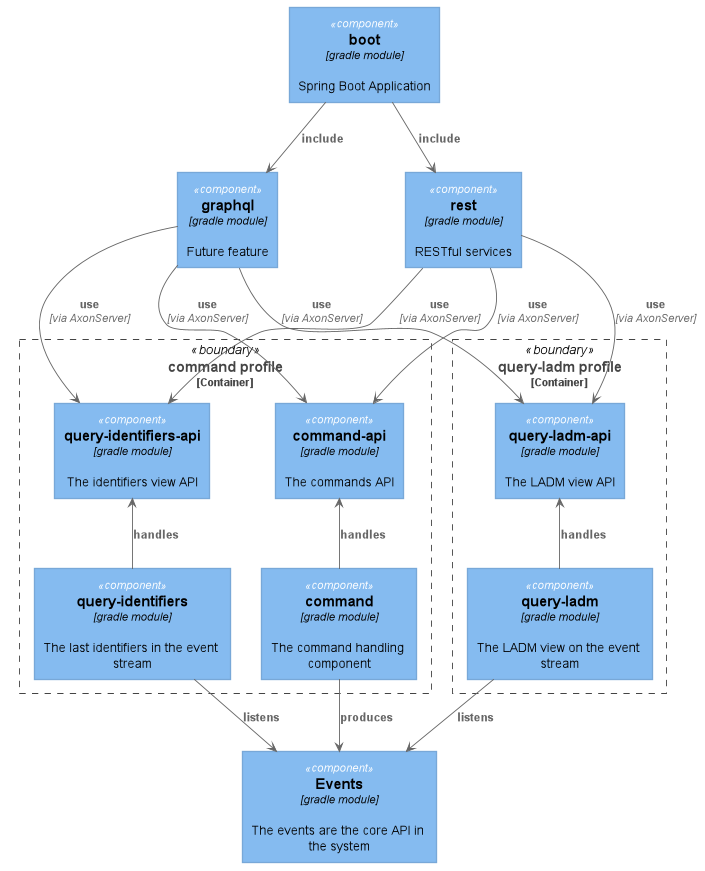 «component»
boot
[gradle module]
Spring Boot Application
include
include
«component»
graphql
[gradle module]
Future feature
«component»
rest
[gradle module]
RESTful services
use
[via AxonServer]
use
[via AxonServer]
use
[via AxonServer]
use
[via AxonServer]
use
[via AxonServer]
use
[via AxonServer]
«boundary»
command profile
[Container]
«boundary»
query-ladm profile
[Container]
«component»
query-identifiers-api
[gradle module]
The identifiers view API
«component»
command-api
[gradle module]
The commands API
«component»
query-ladm-api
[gradle module]
The LADM view API
handles
handles
handles
«component»
query-identifiers
[gradle module]
The last identifiers in the event
stream
«component»
command
[gradle module]
The command handling
component
«component»
query-ladm
[gradle module]
The LADM view on the event
stream
listens
produces
listens
«component»
Events
[gradle module]
The events are the core API in
the system